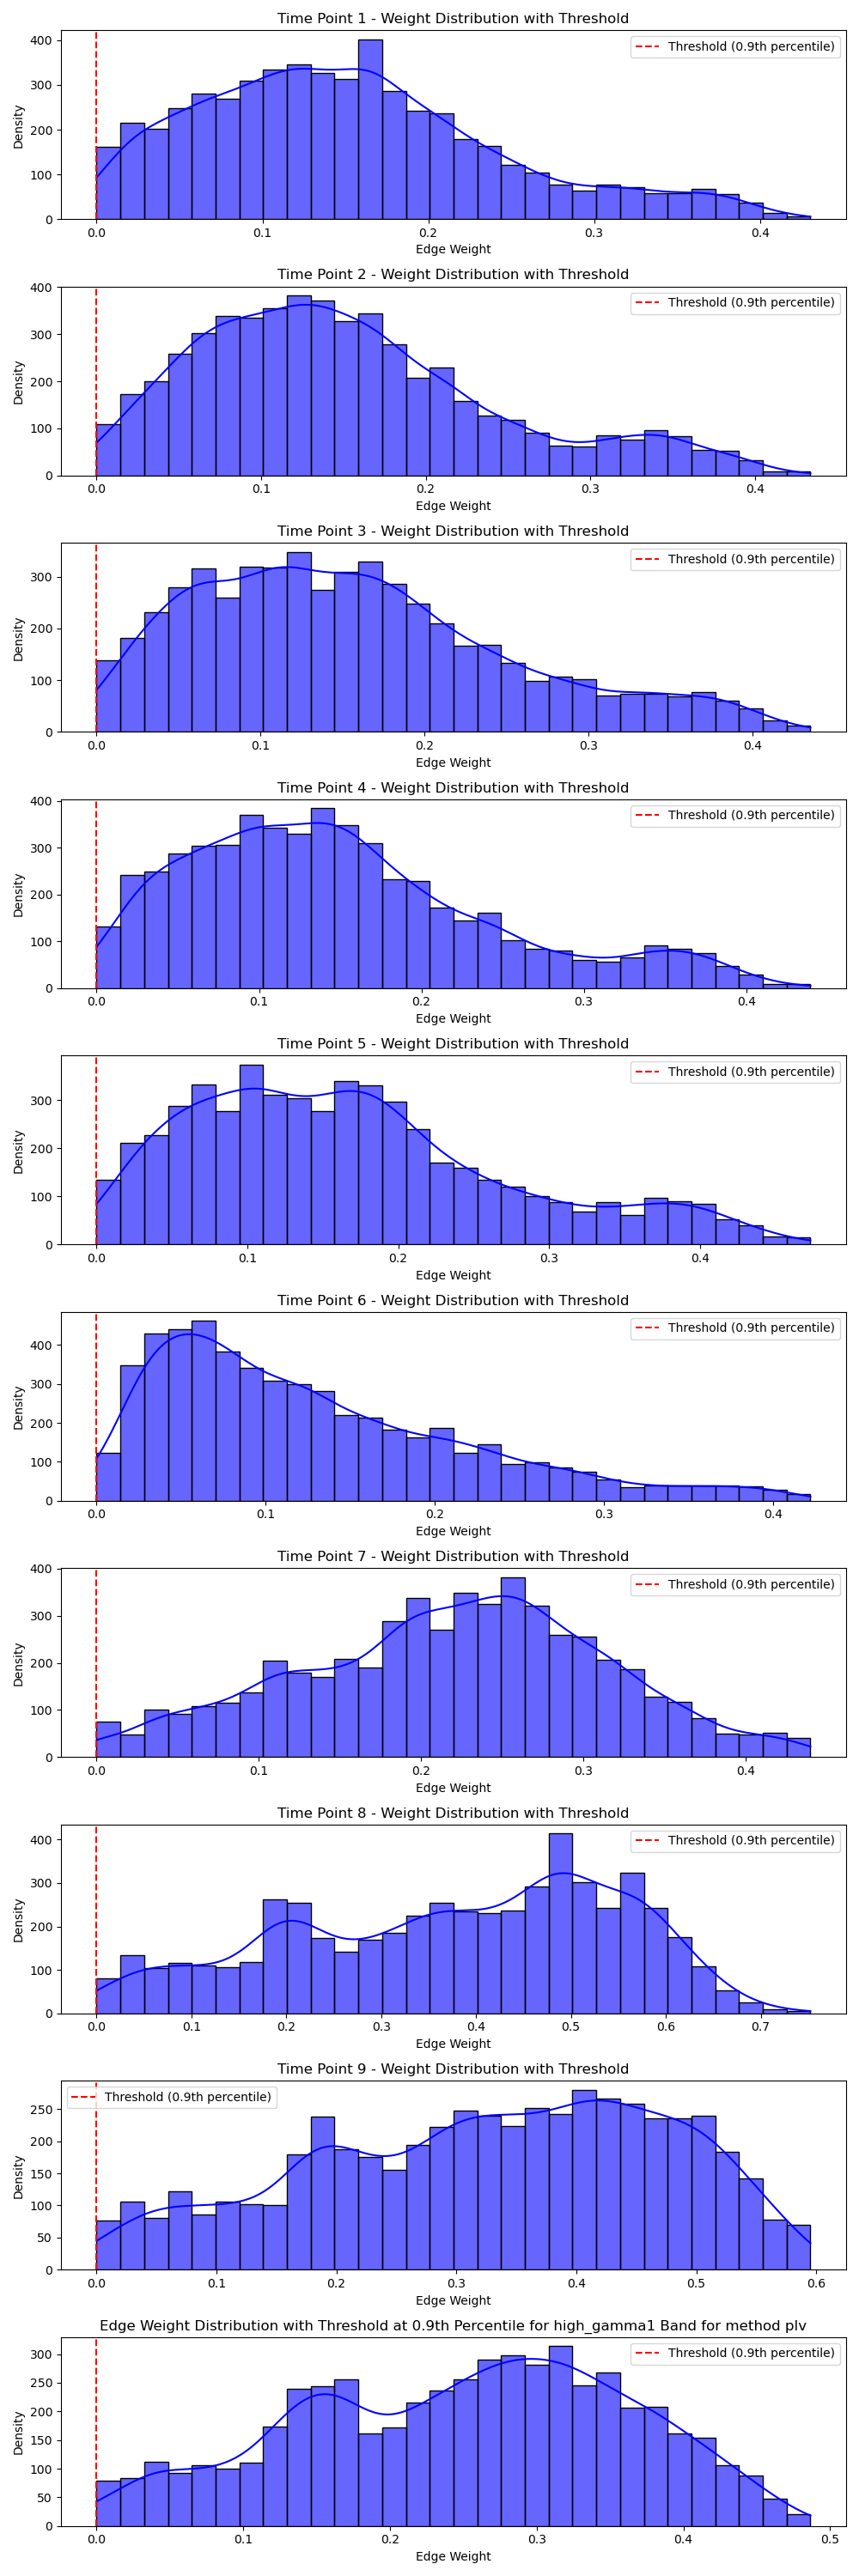 Time Point 1 - Weight Distribution with Threshold
Threshold (0.9th percentile)
Density
400
300
200
100
0
0.0 0.1 0.2 0.3 0.4
Edge Weight
Time Point 2 - Weight Distribution with Threshold
Threshold (0.9th percentile)
Density
400
300
200
100
0
0.0 0.1 0.2 0.3 0.4
Edge Weight
Time Point 3 - Weight Distribution with Threshold
Threshold (0.9th percentile)
Density
300
200
100
0
0.0 0.1 0.2 0.3 0.4
Edge Weight
Time Point 4 - Weight Distribution with Threshold
Threshold (0.9th percentile)
Density
400
300
200
100
0
0.0 0.1 0.2 0.3 0.4
Edge Weight
Time Point 5 - Weight Distribution with Threshold
Threshold (0.9th percentile)
Density
300
200
100
0
0.0 0.1 0.2 0.3 0.4
Edge Weight
Time Point 6 - Weight Distribution with Threshold
Threshold (0.9th percentile)
Density
400
300
200
100
0
0.0 0.1 0.2 0.3 0.4
Edge Weight
Time Point 7 - Weight Distribution with Threshold
Threshold (0.9th percentile)
Density
400
300
200
100
0
0.0 0.1 0.2 0.3 0.4
Edge Weight
Time Point 8 - Weight Distribution with Threshold
Threshold (0.9th percentile)
Density
400
300
200
100
0
0.0 0.1 0.2 0.3 0.4 0.5 0.6 0.7
Edge Weight
Time Point 9 - Weight Distribution with Threshold
Threshold (0.9th percentile)
Density
250
200
150
100
50
0
0.0 0.1 0.2 0.3 0.4 0.5 0.6
Edge Weight
Edge Weight Distribution with Threshold at 0.9th Percentile for high_gamma1 Band for method plv
Threshold (0.9th percentile)
Density
300
250
200
150
100
50
0
0.0 0.1 0.2 0.3 0.4 0.5
Edge Weight